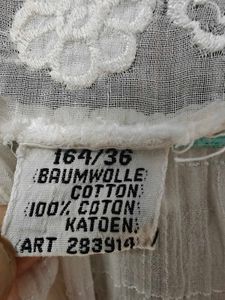 164/36
BAUMWOLLE
COTTON
100% COTON
KATOEN
ART 283914